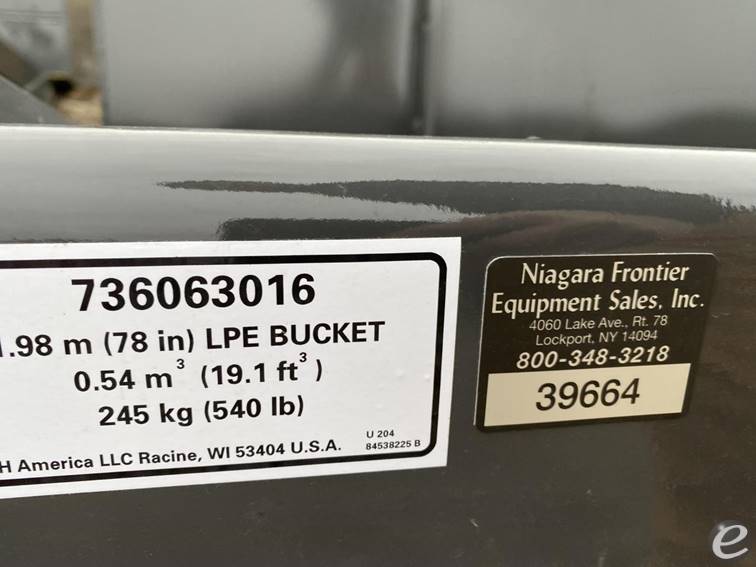 736063016
.98 m (78 in) LPE BUCKET
0.54 m³ (19.1 ft³)
245 kg (540 lb)
H America LLC Racine, WI 53404 U.S.A.
U 204
84538225 B
Niagara Frontier
Equipment Sales, Inc.
4060 Lake Ave., Rt. 78
Lockport, NY 14094
800-348-3218
39664
e